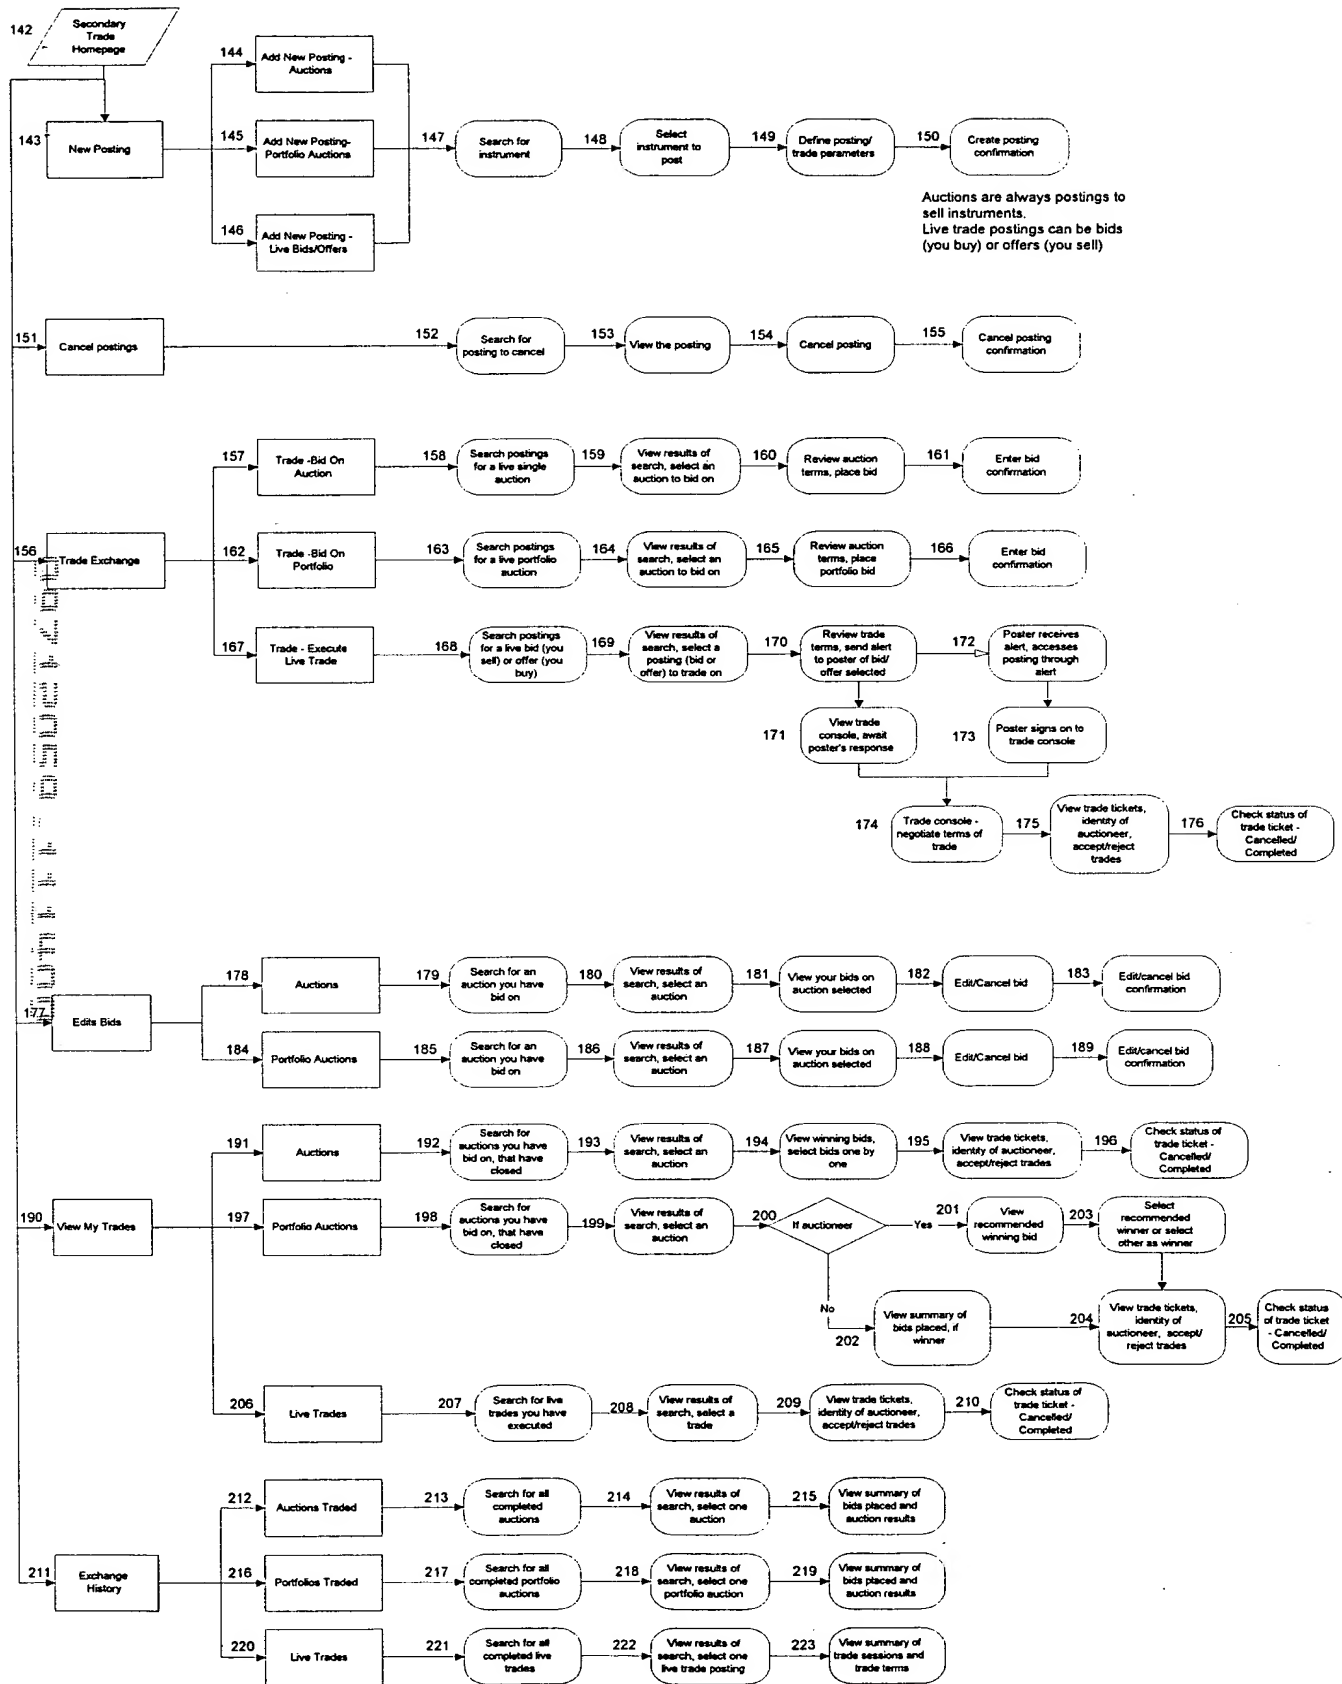 142
Secondary
Trade
Homepage
143
New Posting
144
Add New Posting -
Auctions
145
Add New Posting-
Portfolio Auctions
146
Add New Posting -
Live Bids/Offers
147
Search for
instrument
148
Select
instrument to
post
149
Define posting/
trade parameters
150
Create posting
confirmation
Auctions are always postings to
sell instruments.
Live trade postings can be bids
(you buy) or offers (you sell)
151
Cancel postings
152
Search for
posting to cancel
153
View the posting
154
Cancel posting
155
Cancel posting
confirmation
156
Trade Exchange
157
Trade -Bid On
Auction
158
Search postings
for a live single
auction
159
View results of
search, select an
auction to bid on
160
Review auction
terms, place bid
161
Enter bid
confirmation
162
Trade -Bid On
Portfolio
163
Search postings
for a live portfolio
auction
164
View results of
search, select an
auction to bid on
165
Review auction
terms, place
portfolio bid
166
Enter bid
confirmation
167
Trade - Execute
Live Trade
168
Search postings
for a live bid (you
sell) or offer (you
buy)
169
View results of
search, select a
posting (bid or
offer) to trade on
170
Review trade
terms, send alert
to poster of bid/
offer selected
172
Poster receives
alert, accesses
posting through
alert
171
View trade
console, await
poster's response
173
Poster signs on to
trade console
174
Trade console -
negotiate terms of
trade
175
View trade tickets,
identity of
auctioneer,
accept/reject
trades
176
Check status of
trade ticket -
Cancelled/
Completed
177
Edits Bids
178
Auctions
179
Search for an
auction you have
bid on
180
View results of
search, select an
auction
181
View your bids on
auction selected
182
Edit/Cancel bid
183
Edit/cancel bid
confirmation
184
Portfolio Auctions
185
Search for an
auction you have
bid on
186
View results of
search, select an
auction
187
View your bids on
auction selected
188
Edit/Cancel bid
189
Edit/cancel bid
confirmation
190
View My Trades
191
Auctions
192
Search for
auctions you have
bid on, that have
closed
193
View results of
search, select an
auction
194
View winning bids,
select bids one by
one
195
View trade tickets,
identity of auctioneer,
accept/reject trades
196
Check status of
trade ticket -
Cancelled/
Completed
197
Portfolio Auctions
198
Search for
auctions you have
bid on, that have
closed
199
View results of
search, select an
auction
200
If auctioneer
Yes
201
View
recommended
winning bid
203
Select
recommended
winner or select
other as winner
No
202
View summary of
bids placed, if
winner
204
View trade tickets,
identity of
auctioneer, accept/
reject trades
205
Check status
of trade ticket
- Cancelled/
Completed
206
Live Trades
207
Search for live
trades you have
executed
208
View results of
search, select a
trade
209
View trade tickets,
identity of auctioneer,
accept/reject trades
210
Check status of
trade ticket -
Cancelled/
Completed
211
Exchange
History
212
Auctions Traded
213
Search for all
completed
auctions
214
View results of
search, select one
auction
215
View summary of
bids placed and
auction results
216
Portfolios Traded
217
Search for all
completed portfolio
auctions
218
View results of
search, select one
portfolio auction
219
View summary of
bids placed and
auction results
220
Live Trades
221
Search for all
completed live
trades
222
View results of
search, select one
live trade posting
223
View summary of
trade sessions and
trade terms